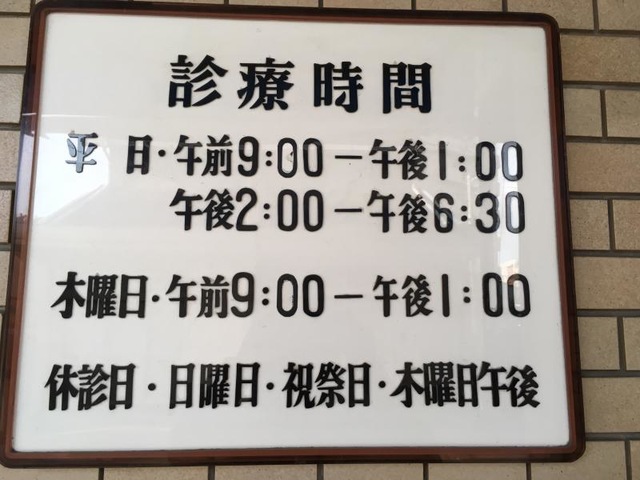 診療時間
平 日・午前9:00－午後1:00
午後2:00－午後6:30
木曜日・午前9:00－午後1:00
休診日・日曜日・祝祭日・木曜日午後